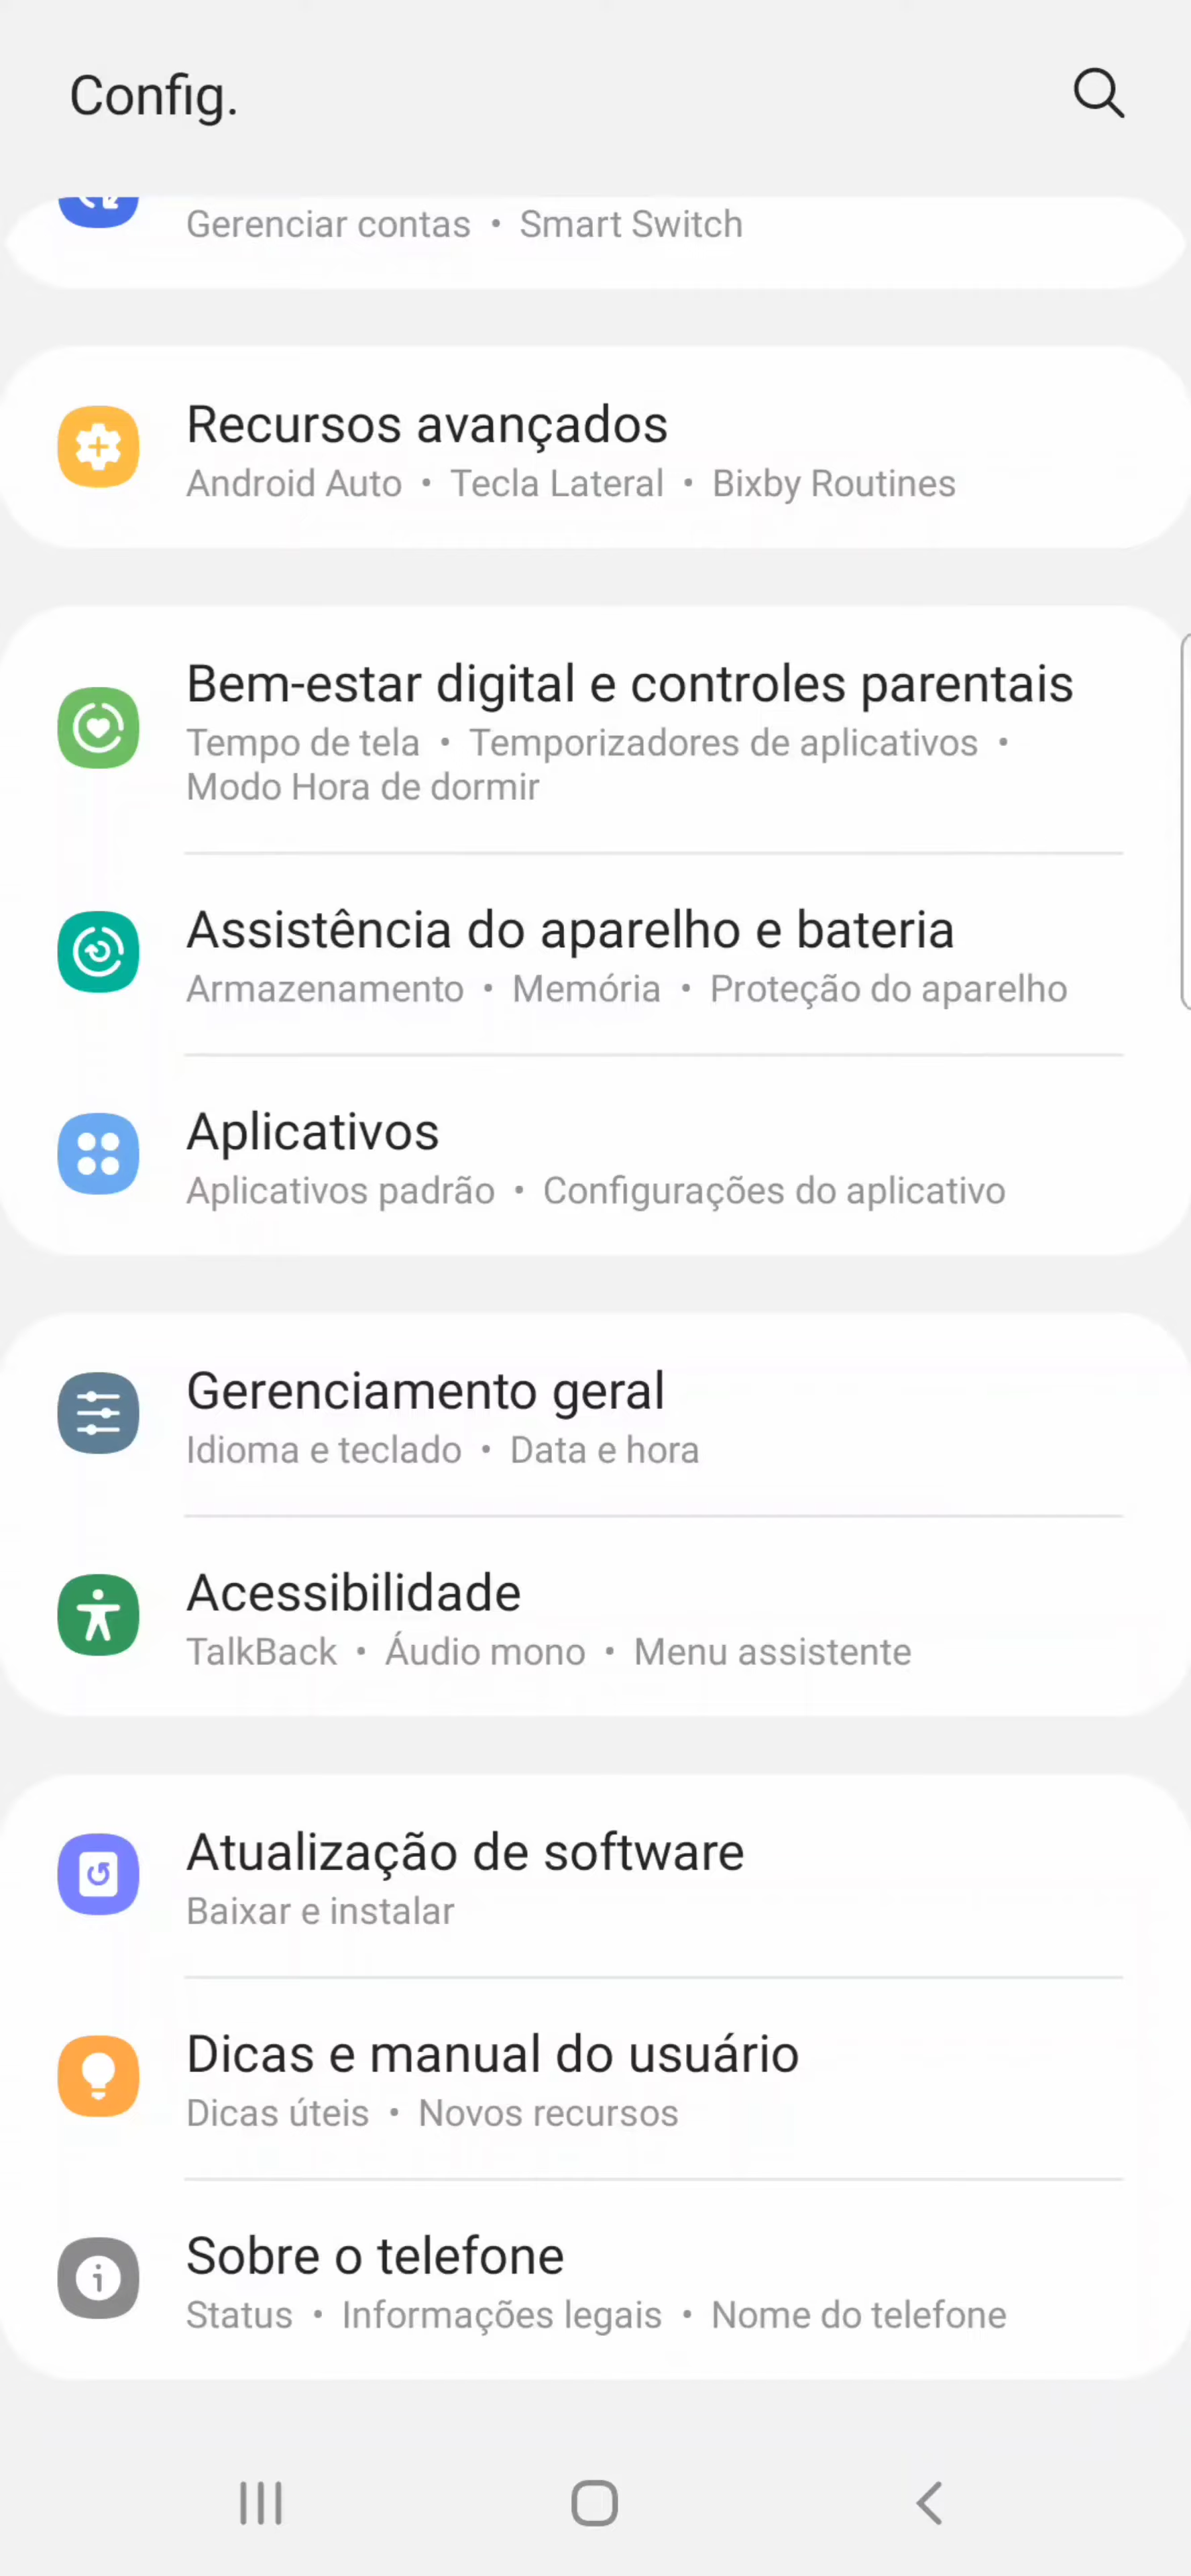 Config.
Gerenciar contas • Smart Switch
Recursos avançados
Android Auto • Tecla Lateral • Bixby Routines
Bem-estar digital e controles parentais
Tempo de tela • Temporizadores de aplicativos •
Modo Hora de dormir
Assistência do aparelho e bateria
Armazenamento • Memória • Proteção do aparelho
Aplicativos
Aplicativos padrão • Configurações do aplicativo
Gerenciamento geral
Idioma e teclado • Data e hora
Acessibilidade
TalkBack • Áudio mono • Menu assistente
Atualização de software
Baixar e instalar
Dicas e manual do usuário
Dicas úteis • Novos recursos
Sobre o telefone
Status • Informações legais • Nome do telefone